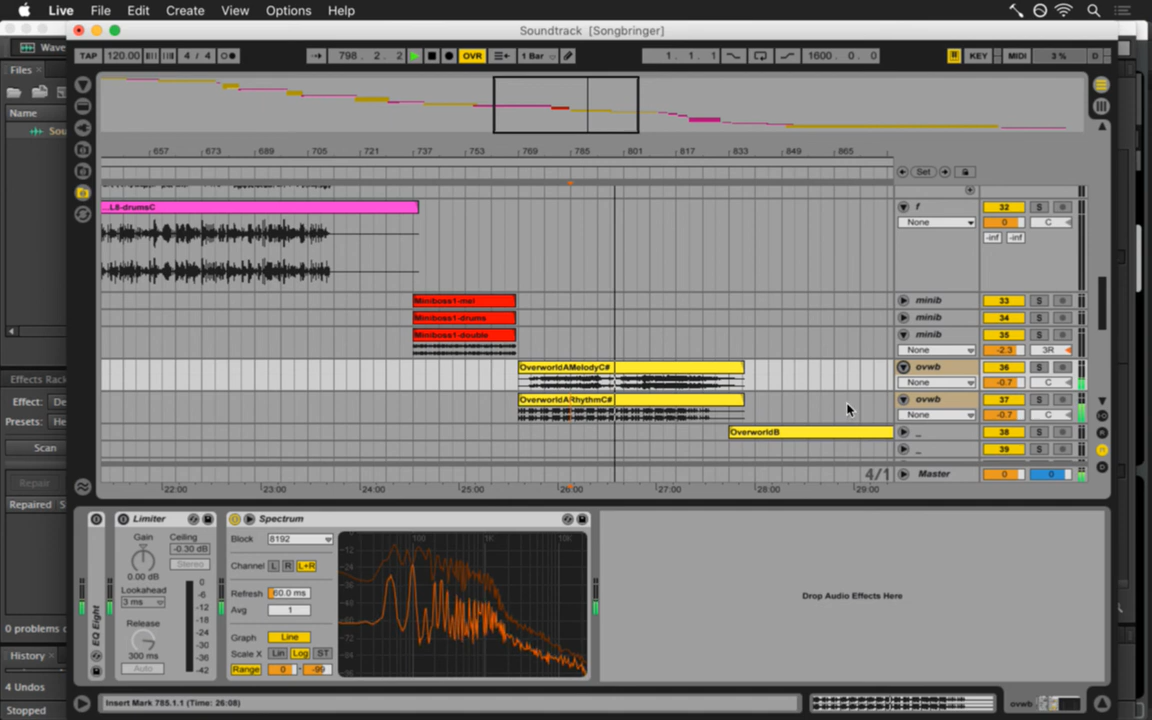 Live File Edit Create View Options Help
Soundtrack [Songbringer]
Wave
TAP 120.00 4 / 4 798. 2. 2 OVR 1 Bar 1. 1. 1 1600. 0. 0 KEY MIDI 3 % D
Files
Name
Sou
657 673 689 705 721 737 753 769 785 801 817 833 849 865
Set
...L8-drumsC
f 32 S
None 0 C
-inf -inf
Miniboss1-mel
minib 33 S
Miniboss1-drums
minib 34 S
Miniboss1-double
minib 35 S
None -2.3 3R
OverworldAMelodyC#
ovwb 36 S
None -0.7 C
OverworldARhythmC#
ovwb 37 S
None -0.7 C
OverworldB
_ 38 S
_ 39 S
4/1 Master 0 0
22:00 23:00 24:00 25:00 26:00 27:00 28:00 29:00
Effects Rack
Effect: De
Presets: He
Scan
Repair
Repaired S
0 problems
History
4 Undos
Stopped
EQ Eight
Limiter
Gain
0.00 dB
Lookahead
3 ms
Release
300 ms
Auto
Ceiling
-0.30 dB
Stereo
0
-6
-12
-18
-24
-30
-36
-42
Spectrum
Block 8192
Channel L R L+R
Refresh 60.0 ms
Avg 1
Graph Line
Scale X Lin Log ST
Range 0 -99
100 1K 10K
-12
Drop Audio Effects Here
Insert Mark 785.1.1 (Time: 26:08)
ovwb